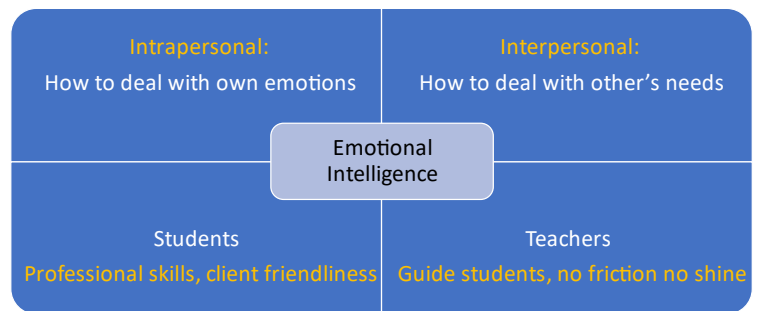 Intrapersonal:
How to deal with own emotions
Interpersonal:
How to deal with other’s needs
Emotional
Intelligence
Students
Professional skills, client friendliness
Teachers
Guide students, no friction no shine